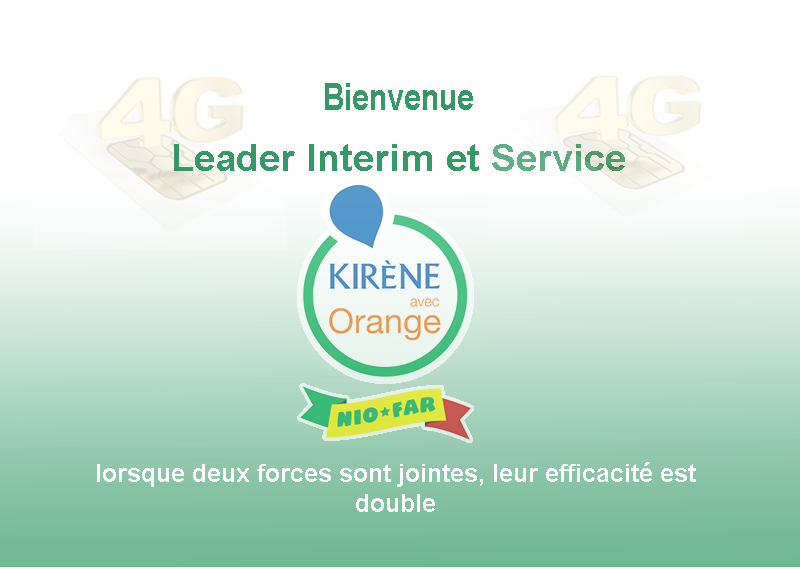 4G
4G
Bienvenue
Leader Interim et Service
KIRÈNE
avec
Orange
NIO★FAR
lorsque deux forces sont jointes, leur efficacité est
double